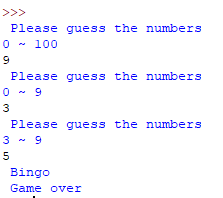 >>>
Please guess the numbers
0 ~ 100
9
Please guess the numbers
0 ~ 9
3
Please guess the numbers
3 ~ 9
5
Bingo
Game over